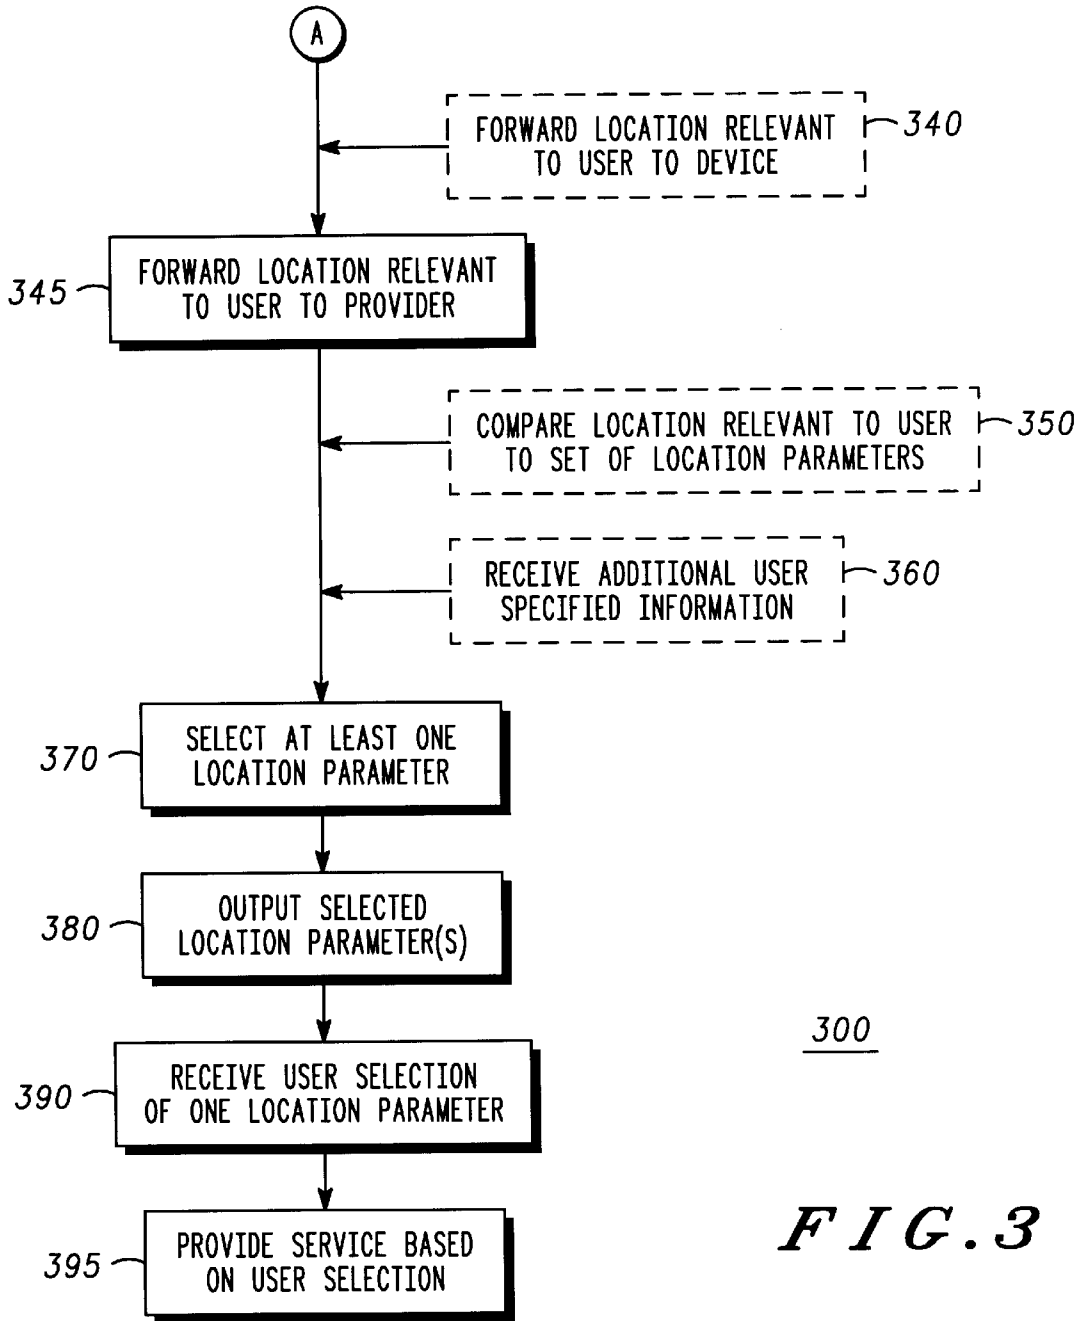 A
FORWARD LOCATION RELEVANT
TO USER TO DEVICE
340
FORWARD LOCATION RELEVANT
TO USER TO PROVIDER
345
COMPARE LOCATION RELEVANT TO USER
TO SET OF LOCATION PARAMETERS
350
RECEIVE ADDITIONAL USER
SPECIFIED INFORMATION
360
SELECT AT LEAST ONE
LOCATION PARAMETER
370
OUTPUT SELECTED
LOCATION PARAMETER(S)
380
300
RECEIVE USER SELECTION
OF ONE LOCATION PARAMETER
390
PROVIDE SERVICE BASED
ON USER SELECTION
395
FIG.3